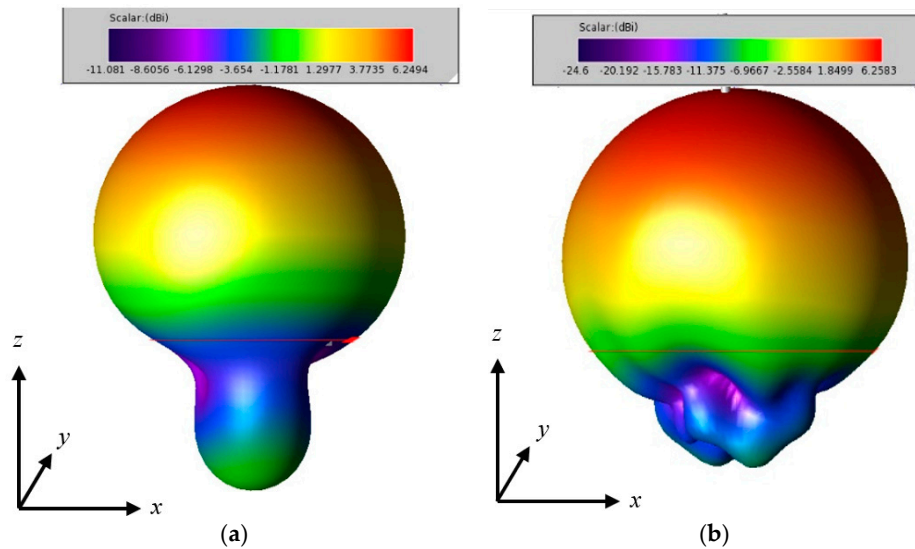 Scalar:(dBi)
-11.081 -8.6056 -6.1298 -3.654 -1.1781 1.2977 3.7735 6.2494
Scalar:(dBi)
-24.6 -20.192 -15.783 -11.375 -6.9667 -2.5584 1.8499 6.2583
z
y
x
z
y
x
(a)
(b)